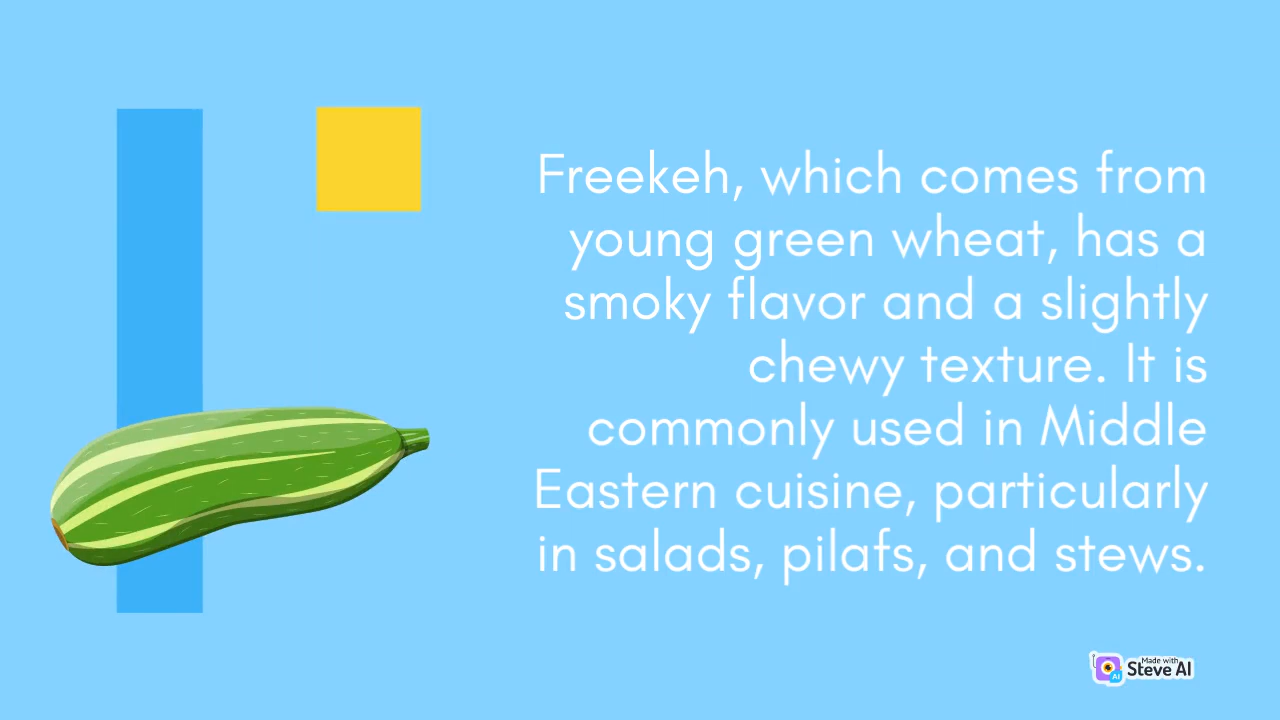 Freekeh, which comes from
young green wheat, has a
smoky flavor and a slightly
chewy texture. It is
commonly used in Middle
Eastern cuisine, particularly
in salads, pilafs, and stews.
Made with
Steve AI
AI